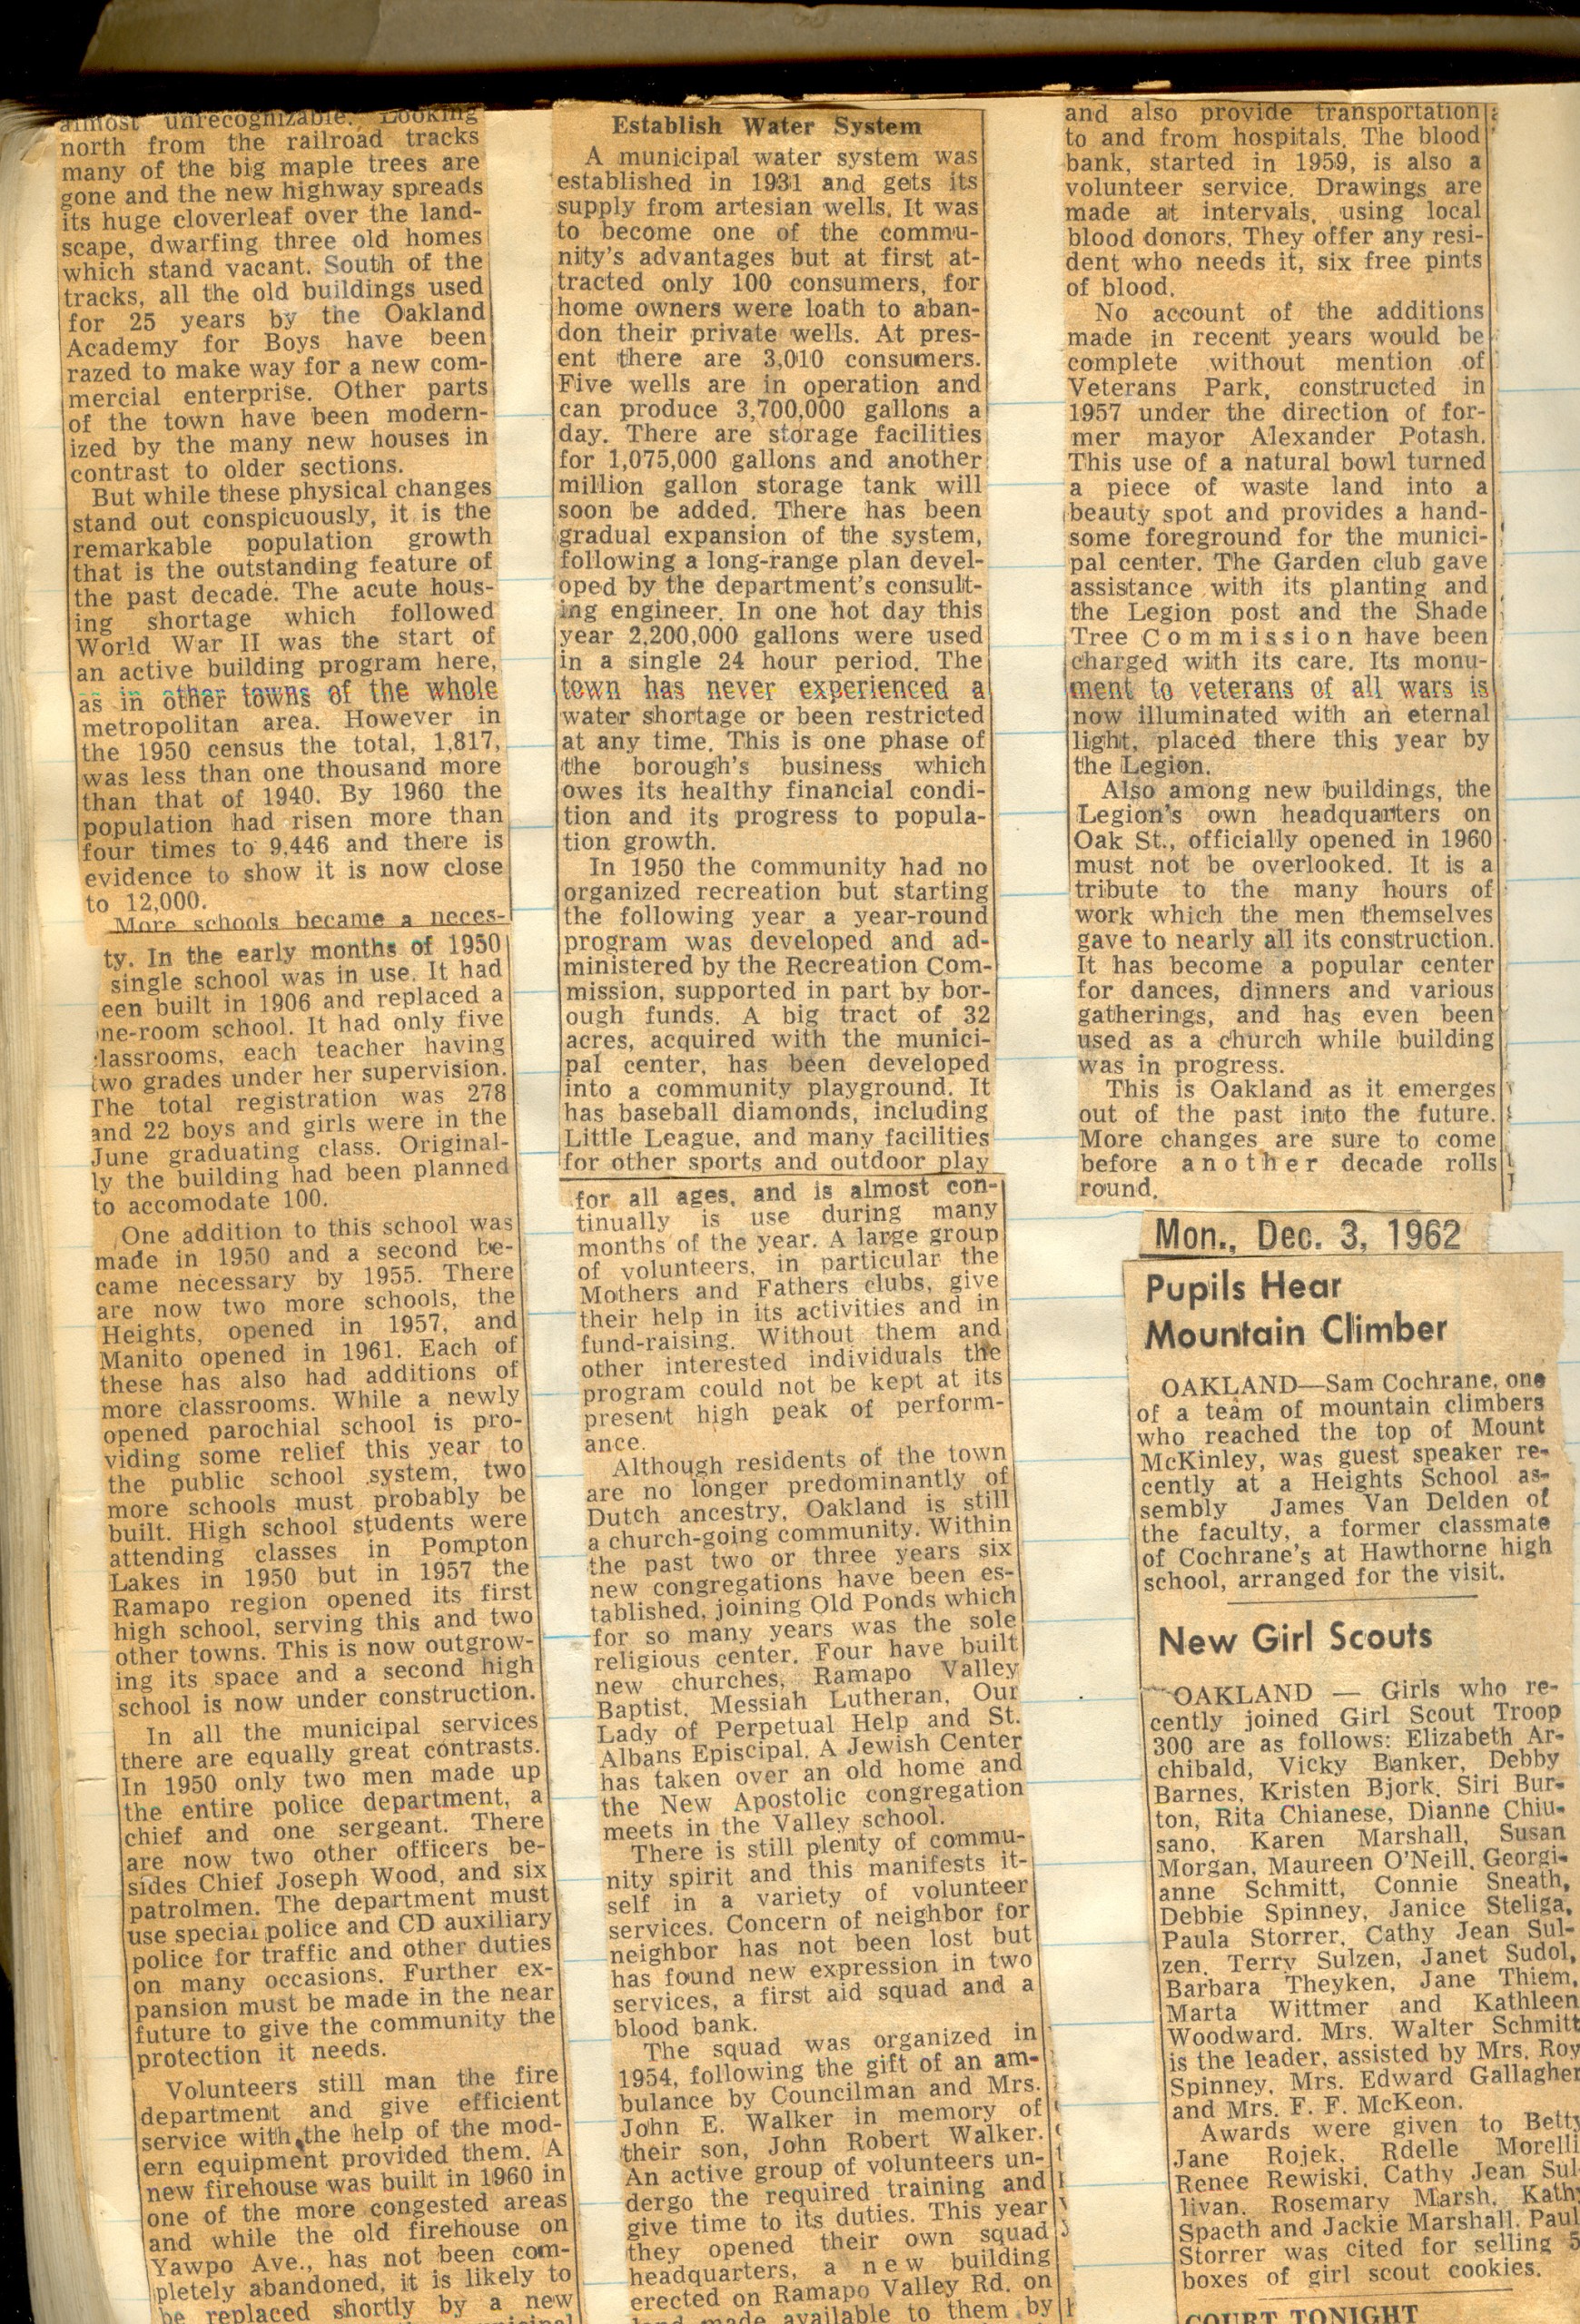 almost unrecognizable. Looking
north from the railroad tracks
many of the big maple trees are
gone and the new highway spreads
its huge cloverleaf over the land-
scape, dwarfing three old homes
which stand vacant. South of the
tracks, all the old buildings used
for 25 years by the Oakland
Academy for Boys have been
razed to make way for a new com-
mercial enterprise. Other parts
of the town have been modern-
ized by the many new houses in
contrast to older sections.
But while these physical changes
stand out conspicuously, it is the
remarkable population growth
that is the outstanding feature of
the past decade. The acute hous-
ing shortage which followed
World War II was the start of
an active building program here,
as in other towns of the whole
metropolitan area. However in
the 1950 census the total, 1,817,
was less than one thousand more
than that of 1940. By 1960 the
population had risen more than
four times to 9,446 and there is
evidence to show it is now close
to 12,000.
More schools became a neces-
ty. In the early months of 1950
single school was in use. It had
een built in 1906 and replaced a
ne-room school. It had only five
lassrooms, each teacher having
two grades under her supervision.
The total registration was 278
and 22 boys and girls were in the
June graduating class. Original-
ly the building had been planned
to accomodate 100.
One addition to this school was
made in 1950 and a second be-
came necessary by 1955. There
are now two more schools, the
Heights, opened in 1957, and
Manito opened in 1961. Each of
these has also had additions of
more classrooms. While a newly
opened parochial school is pro-
viding some relief this year to
the public school system, two
more schools must probably be
built. High school students were
attending classes in Pompton
Lakes in 1950 but in 1957 the
Ramapo region opened its first
high school, serving this and two
other towns. This is now outgrow-
ing its space and a second high
school is now under construction.
In all the municipal services
there are equally great contrasts.
In 1950 only two men made up
the entire police department, a
chief and one sergeant. There
are now two other officers be-
sides Chief Joseph Wood, and six
patrolmen. The department must
use special police and CD auxiliary
police for traffic and other duties
on many occasions. Further ex-
pansion must be made in the near
future to give the community the
protection it needs.
Volunteers still man the fire
department and give efficient
service with the help of the mod-
ern equipment provided them. A
new firehouse was built in 1960 in
one of the more congested areas
and while the old firehouse on
Yawpo Ave., has not been com-
pletely abandoned, it is likely to
be replaced shortly by a new
Establish Water System
A municipal water system was
established in 1931 and gets its
supply from artesian wells. It was
to become one of the commu-
nity's advantages but at first at-
tracted only 100 consumers, for
home owners were loath to aban-
don their private wells. At pres-
ent there are 3,010 consumers.
Five wells are in operation and
can produce 3,700,000 gallons a
day. There are storage facilities
for 1,075,000 gallons and another
million gallon storage tank will
soon be added. There has been
gradual expansion of the system,
following a long-range plan devel-
oped by the department's consult-
ing engineer. In one hot day this
year 2,200,000 gallons were used
in a single 24 hour period. The
town has never experienced a
water shortage or been restricted
at any time. This is one phase of
the borough's business which
owes its healthy financial condi-
tion and its progress to popula-
tion growth.
In 1950 the community had no
organized recreation but starting
the following year a year-round
program was developed and ad-
ministered by the Recreation Com-
mission, supported in part by bor-
ough funds. A big tract of 32
acres, acquired with the munici-
pal center, has been developed
into a community playground. It
has baseball diamonds, including
Little League, and many facilities
for other sports and outdoor play
for all ages, and is almost con-
tinually is use during many
months of the year. A large group
of volunteers, in particular the
Mothers and Fathers clubs, give
their help in its activities and in
fund-raising. Without them and
other interested individuals the
program could not be kept at its
present high peak of perform-
ance.
Although residents of the town
are no longer predominantly of
Dutch ancestry, Oakland is still
a church-going community. Within
the past two or three years six
new congregations have been es-
tablished, joining Old Ponds which
for so many years was the sole
religious center. Four have built
new churches, Ramapo Valley
Baptist, Messiah Lutheran, Our
Lady of Perpetual Help and St.
Albans Episcipal. A Jewish Center
has taken over an old home and
the New Apostolic congregation
meets in the Valley school.
There is still plenty of commu-
nity spirit and this manifests it-
self in a variety of volunteer
services. Concern of neighbor for
neighbor has not been lost but
has found new expression in two
services, a first aid squad and a
blood bank.
The squad was organized in
1954, following the gift of an am-
bulance by Councilman and Mrs.
John E. Walker in memory of
their son, John Robert Walker.
An active group of volunteers un-
dergo the required training and
give time to its duties. This year
they opened their own squad
headquarters, a new building
erected on Ramapo Valley Rd. on
land made available to them by
and also provide transportation
to and from hospitals. The blood
bank, started in 1959, is also a
volunteer service. Drawings are
made at intervals, using local
blood donors. They offer any resi-
dent who needs it, six free pints
of blood.
No account of the additions
made in recent years would be
complete without mention of
Veterans Park, constructed in
1957 under the direction of for-
mer mayor Alexander Potash.
This use of a natural bowl turned
a piece of waste land into a
beauty spot and provides a hand-
some foreground for the munici-
pal center. The Garden club gave
assistance with its planting and
the Legion post and the Shade
Tree Commission have been
charged with its care. Its monu-
ment to veterans of all wars is
now illuminated with an eternal
light, placed there this year by
the Legion.
Also among new buildings, the
Legion's own headquarters on
Oak St., officially opened in 1960
must not be overlooked. It is a
tribute to the many hours of
work which the men themselves
gave to nearly all its construction.
It has become a popular center
for dances, dinners and various
gatherings, and has even been
used as a church while building
was in progress.
This is Oakland as it emerges
out of the past into the future.
More changes are sure to come
before another decade rolls
round.
Mon., Dec. 3, 1962
Pupils Hear
Mountain Climber
OAKLAND—Sam Cochrane, one
of a team of mountain climbers
who reached the top of Mount
McKinley, was guest speaker re-
cently at a Heights School as-
sembly James Van Delden of
the faculty, a former classmate
of Cochrane's at Hawthorne high
school, arranged for the visit.
New Girl Scouts
OAKLAND — Girls who re-
cently joined Girl Scout Troop
300 are as follows: Elizabeth Ar-
chibald, Vicky Banker, Debby
Barnes, Kristen Bjork, Siri Bur-
ton, Rita Chianese, Dianne Chiu-
sano, Karen Marshall, Susan
Morgan, Maureen O'Neill, Georgi-
anne Schmitt, Connie Sneath,
Debbie Spinney, Janice Steliga,
Paula Storrer, Cathy Jean Sul-
zen, Terry Sulzen, Janet Sudol,
Barbara Theyken, Jane Thiem,
Marta Wittmer and Kathleen
Woodward. Mrs. Walter Schmitt
is the leader, assisted by Mrs. Roy
Spinney, Mrs. Edward Gallagher
and Mrs. F. F. McKeon.
Awards were given to Betty
Jane Rojek, Rdelle Morelli
Renee Rewiski, Cathy Jean Sul
livan, Rosemary Marsh, Kathy
Spaeth and Jackie Marshall. Paul
Storrer was cited for selling 5
boxes of girl scout cookies.
COURT TONIGHT